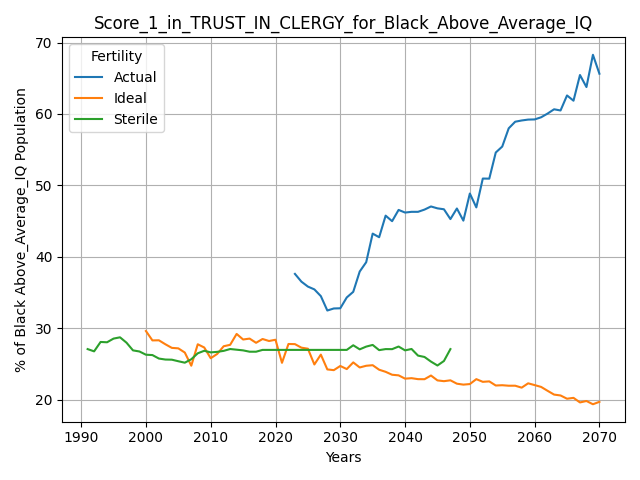 Score_1_in_TRUST_IN_CLERGY_for_Black_Above_Average_IQ
% of Black Above_Average_IQ Population
70
60
50
40
30
20
Fertility
Actual
Ideal
Sterile
1990 2000 2010 2020 2030 2040 2050 2060 2070
Years